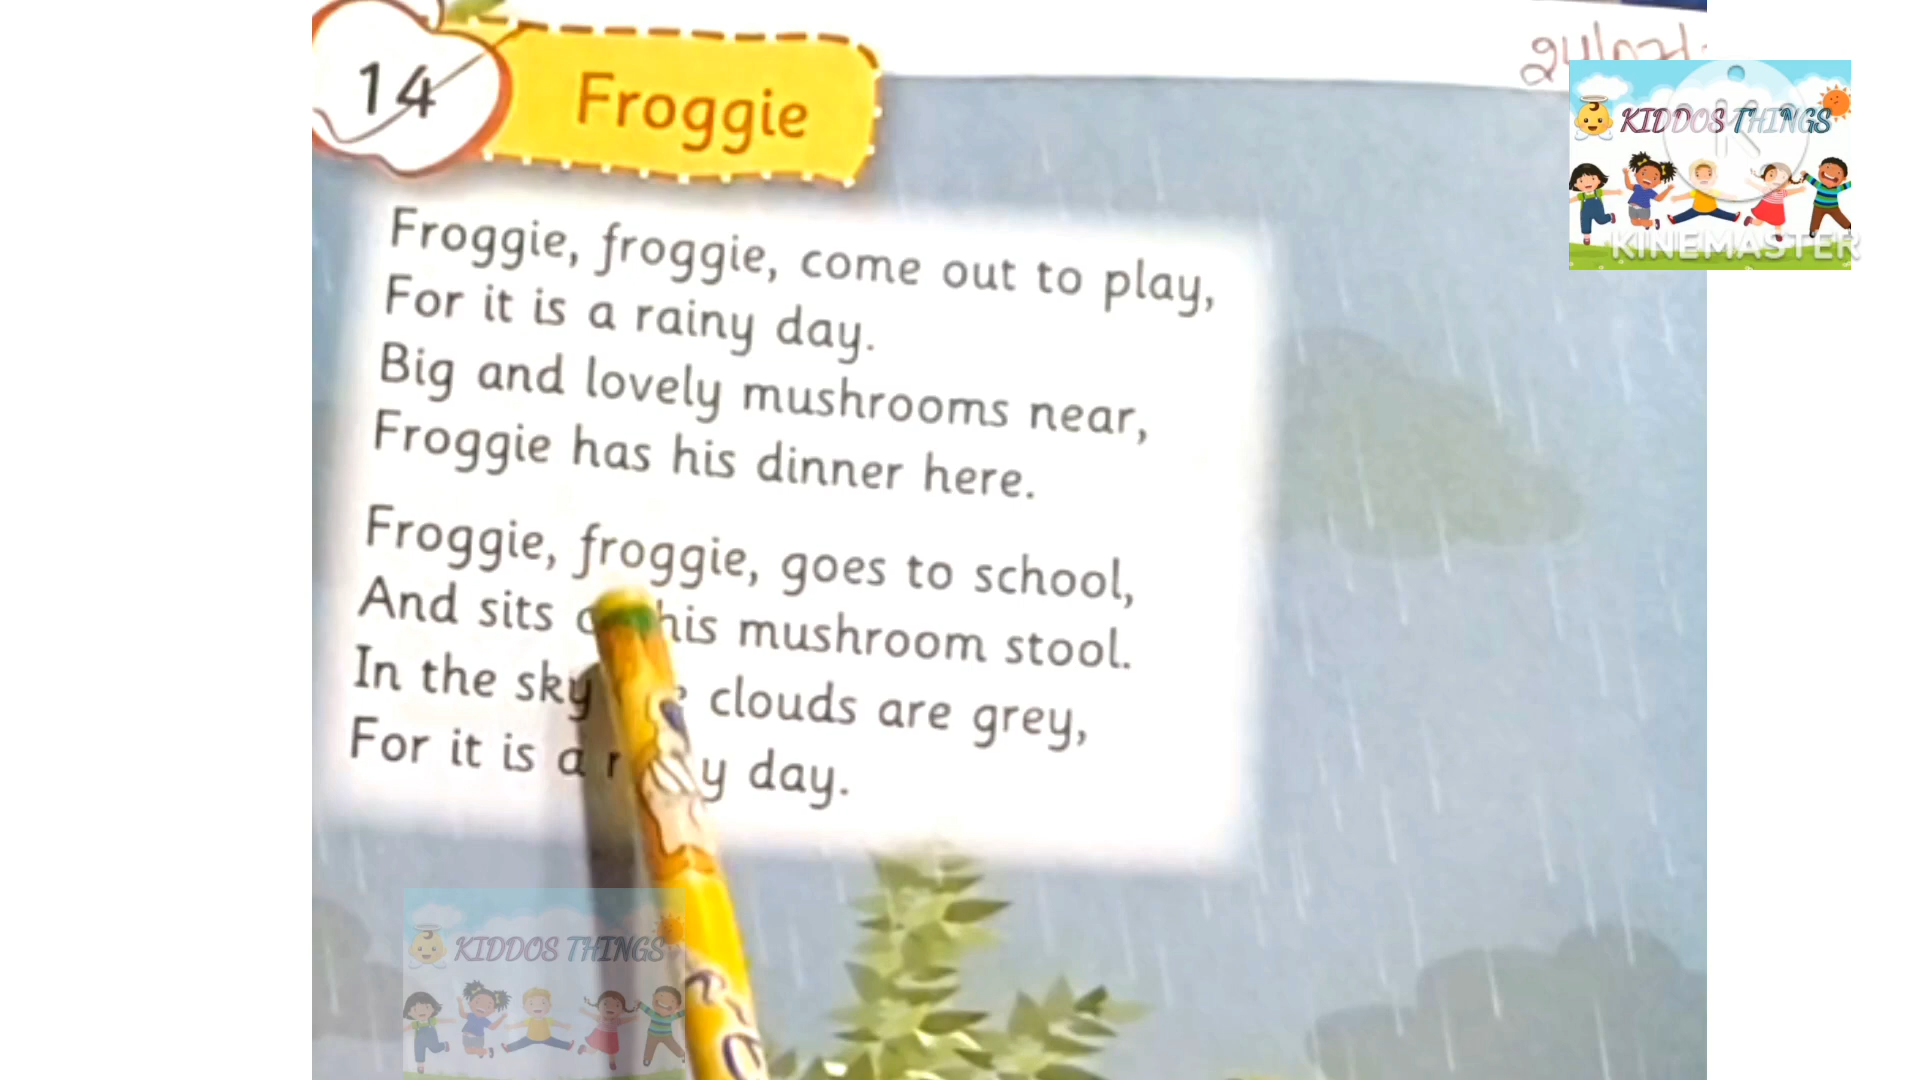 14
Froggie
KIDDOS THINGS
KINEMASTER
Froggie, froggie, come out to play,
For it is a rainy day.
Big and lovely mushrooms near,
Froggie has his dinner here.
Froggie, froggie, goes to school,
And sits his mushroom stool.
In the sky clouds are grey,
For it is a day.
KIDDOS THINGS